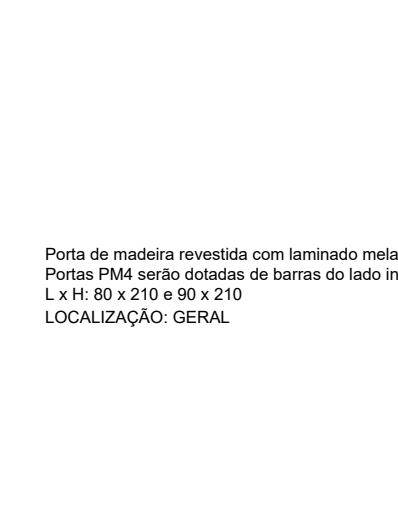 Porta de madeira revestida com laminado mela
Portas PM4 serão dotadas de barras do lado in
L x H: 80 x 210 e 90 x 210
LOCALIZAÇÃO: GERAL